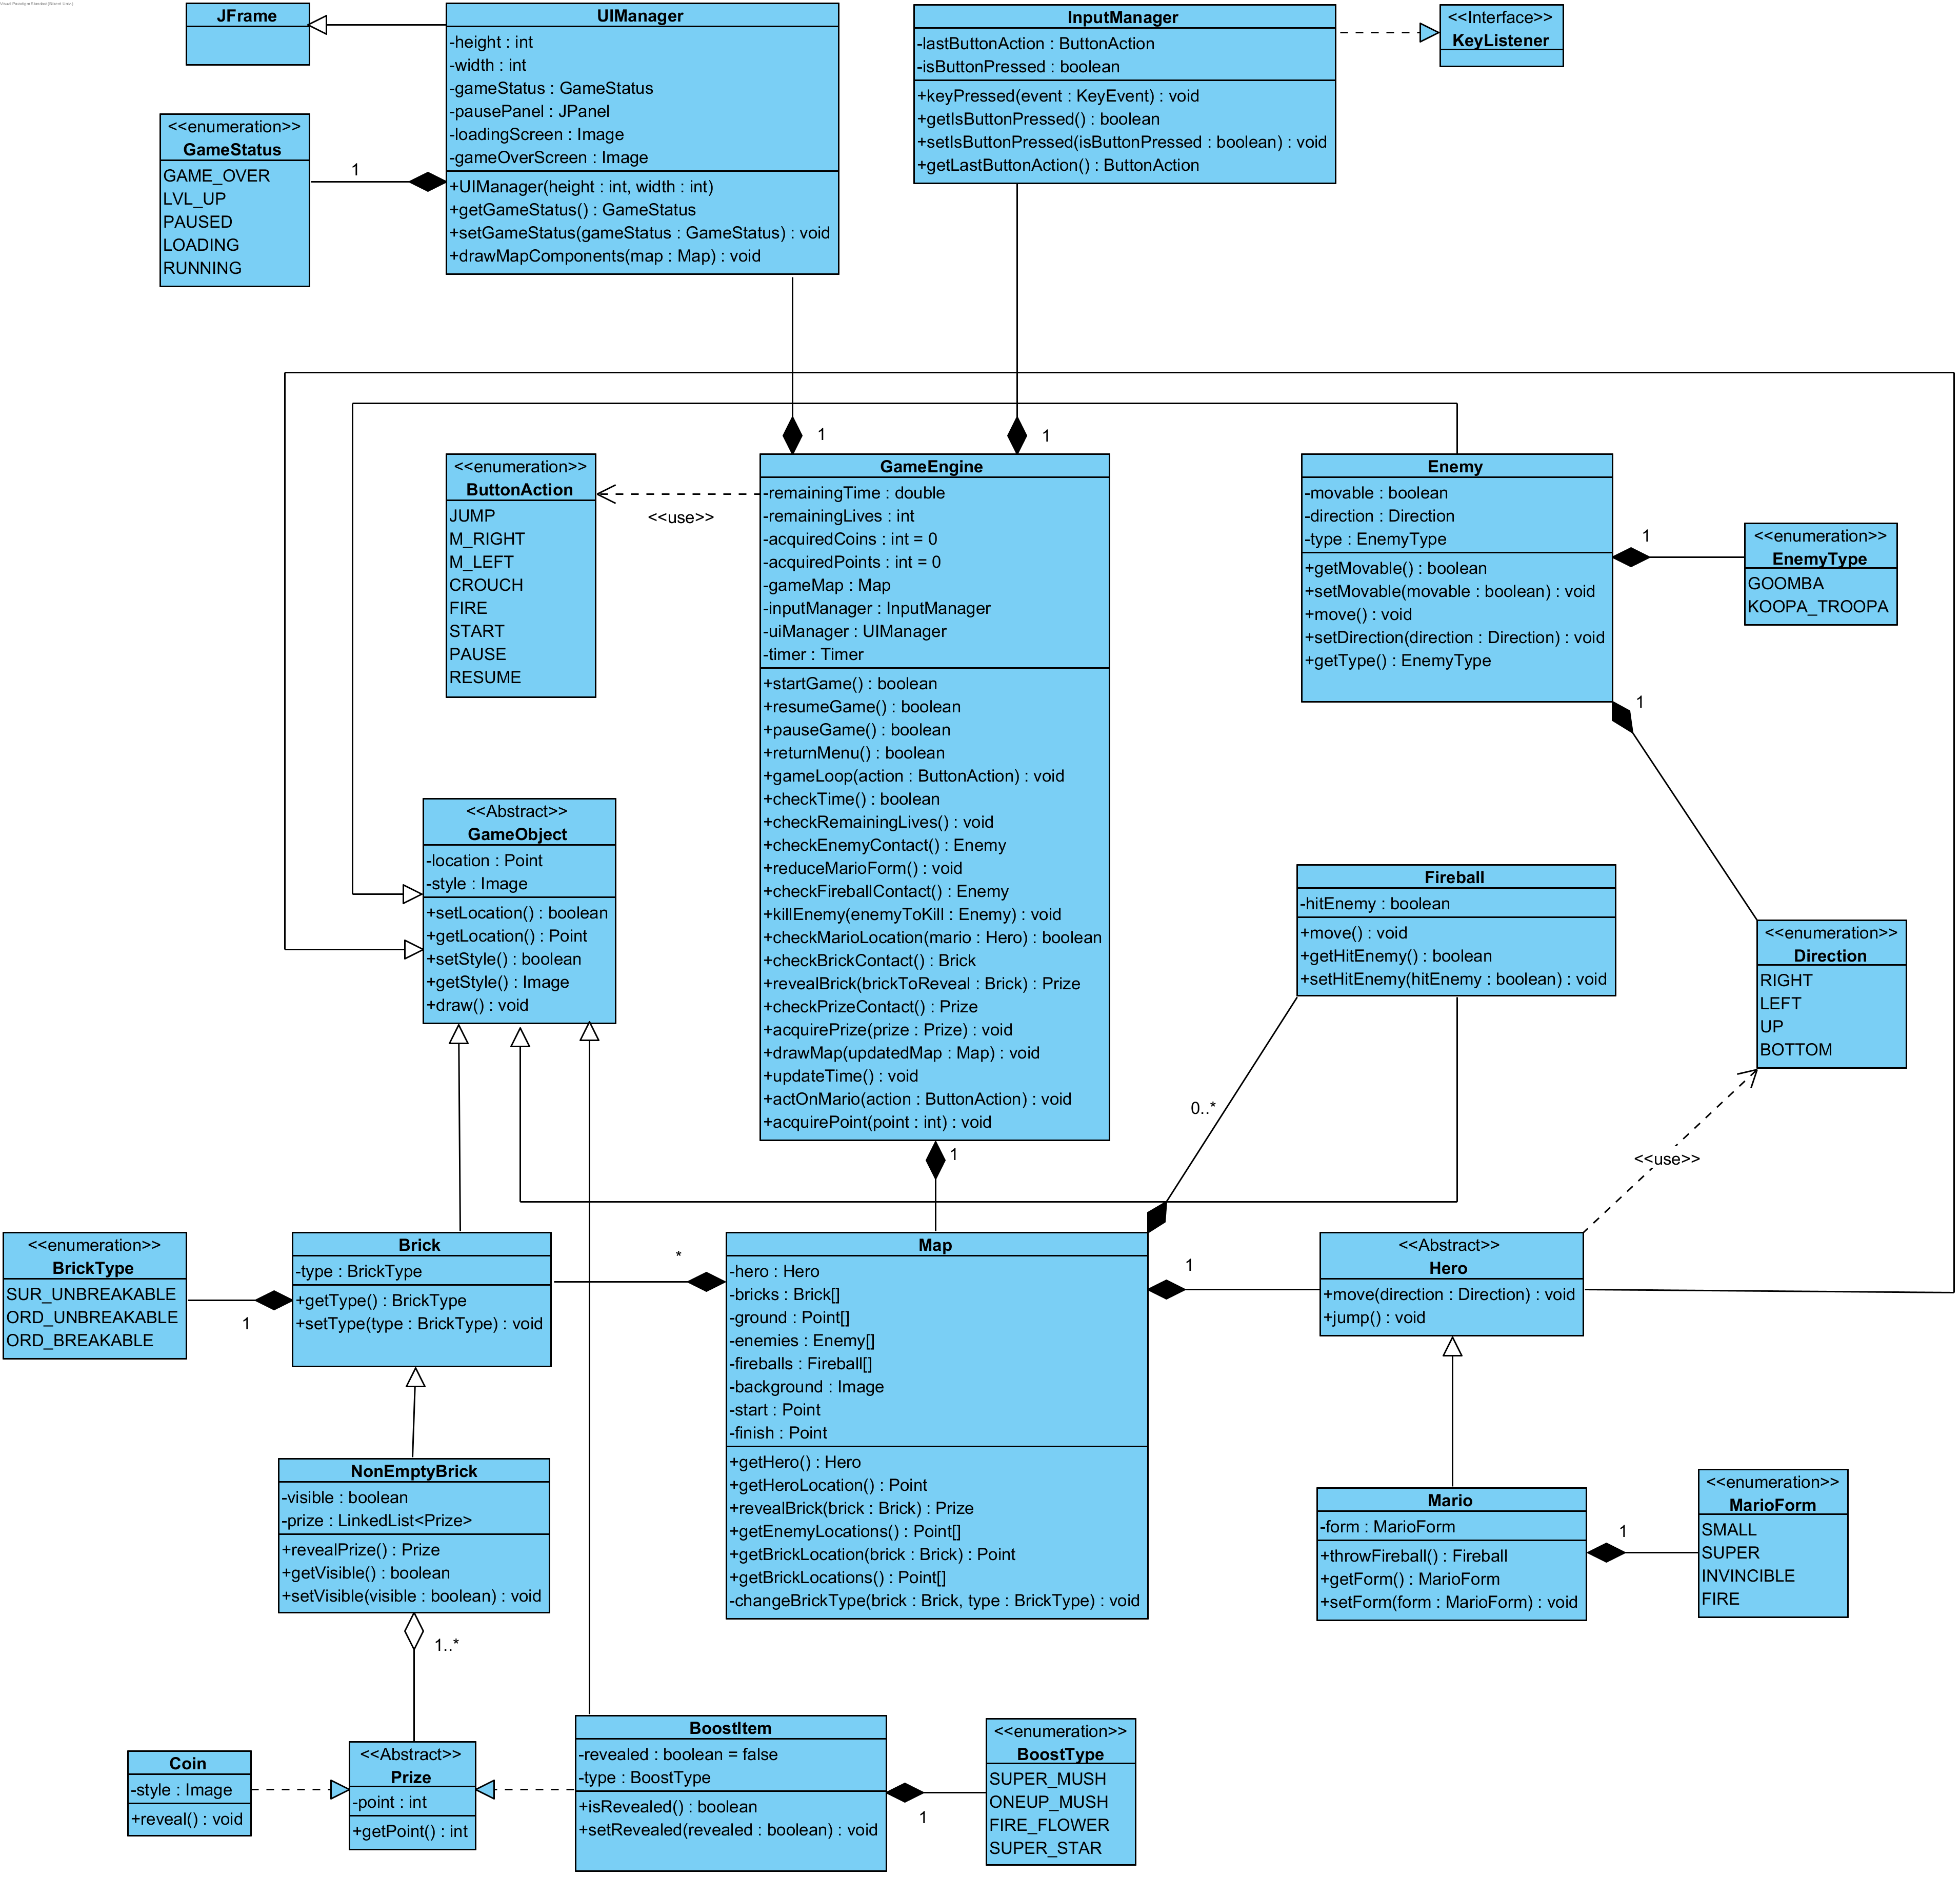 JFrame
UIManager
-height : int
-width : int
-gameStatus : GameStatus
-pausePanel : JPanel
-loadingScreen : Image
-gameOverScreen : Image
+UIManager(height : int, width : int)
+getGameStatus() : GameStatus
+setGameStatus(gameStatus : GameStatus) : void
+drawMapComponents(map : Map) : void
InputManager
-lastButtonAction : ButtonAction
-isButtonPressed : boolean
+keyPressed(event : KeyEvent) : void
+getIsButtonPressed() : boolean
+setIsButtonPressed(isButtonPressed : boolean) : void
+getLastButtonAction() : ButtonAction
<<Interface>>
KeyListener
<<enumeration>>
GameStatus
GAME_OVER
LVL_UP
PAUSED
LOADING
RUNNING
1
1
1
<<enumeration>>
ButtonAction
JUMP
M_RIGHT
M_LEFT
CROUCH
FIRE
START
PAUSE
RESUME
<<use>>
GameEngine
-remainingTime : double
-remainingLives : int
-acquiredCoins : int = 0
-acquiredPoints : int = 0
-gameMap : Map
-inputManager : InputManager
-uiManager : UIManager
-timer : Timer
+startGame() : boolean
+resumeGame() : boolean
+pauseGame() : boolean
+returnMenu() : boolean
+gameLoop(action : ButtonAction) : void
+checkTime() : boolean
+checkRemainingLives() : void
+checkEnemyContact() : Enemy
+reduceMarioForm() : void
+checkFireballContact() : Enemy
+killEnemy(enemyToKill : Enemy) : void
+checkMarioLocation(mario : Hero) : boolean
+checkBrickContact() : Brick
+revealBrick(brickToReveal : Brick) : Prize
+checkPrizeContact() : Prize
+acquirePrize(prize : Prize) : void
+drawMap(updatedMap : Map) : void
+updateTime() : void
+actOnMario(action : ButtonAction) : void
+acquirePoint(point : int) : void
1
Enemy
-movable : boolean
-direction : Direction
-type : EnemyType
+getMovable() : boolean
+setMovable(movable : boolean) : void
+move() : void
+setDirection(direction : Direction) : void
+getType() : EnemyType
1
<<enumeration>>
EnemyType
GOOMBA
KOOPA_TROOPA
1
<<Abstract>>
GameObject
-location : Point
-style : Image
+setLocation() : boolean
+getLocation() : Point
+setStyle() : boolean
+getStyle() : Image
+draw() : void
Fireball
-hitEnemy : boolean
+move() : void
+getHitEnemy() : boolean
+setHitEnemy(hitEnemy : boolean) : void
<<enumeration>>
Direction
RIGHT
LEFT
UP
BOTTOM
0..*
<<use>>
<<enumeration>>
BrickType
SUR_UNBREAKABLE
ORD_UNBREAKABLE
ORD_BREAKABLE
1
Brick
-type : BrickType
+getType() : BrickType
+setType(type : BrickType) : void
*
Map
-hero : Hero
-bricks : Brick[]
-ground : Point[]
-enemies : Enemy[]
-fireballs : Fireball[]
-background : Image
-start : Point
-finish : Point
+getHero() : Hero
+getHeroLocation() : Point
+revealBrick(brick : Brick) : Prize
+getEnemyLocations() : Point[]
+getBrickLocation(brick : Brick) : Point
+getBrickLocations() : Point[]
-changeBrickType(brick : Brick, type : BrickType) : void
1
<<Abstract>>
Hero
+move(direction : Direction) : void
+jump() : void
NonEmptyBrick
-visible : boolean
-prize : LinkedList<Prize>
+revealPrize() : Prize
+getVisible() : boolean
+setVisible(visible : boolean) : void
1..*
Mario
-form : MarioForm
+throwFireball() : Fireball
+getForm() : MarioForm
+setForm(form : MarioForm) : void
1
<<enumeration>>
MarioForm
SMALL
SUPER
INVINCIBLE
FIRE
Coin
-style : Image
+reveal() : void
<<Abstract>>
Prize
-point : int
+getPoint() : int
BoostItem
-revealed : boolean = false
-type : BoostType
+isRevealed() : boolean
+setRevealed(revealed : boolean) : void
1
<<enumeration>>
BoostType
SUPER_MUSH
ONEUP_MUSH
FIRE_FLOWER
SUPER_STAR